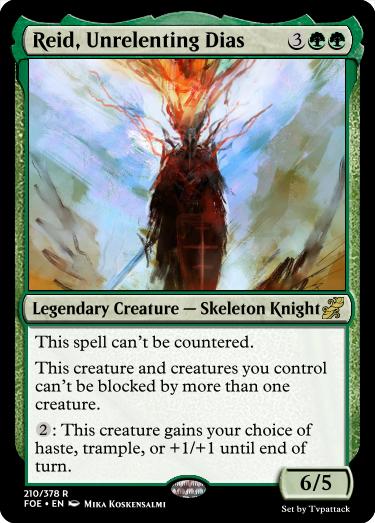 Reid, Unrelenting Dias 3
Legendary Creature — Skeleton Knight
This spell can't be countered.
This creature and creatures you control
can't be blocked by more than one
creature.
2: This creature gains your choice of
haste, trample, or +1/+1 until end of
turn.
6/5
210/378 R
FOE • EN Mika Koskensalmi
Set by Tvpattack